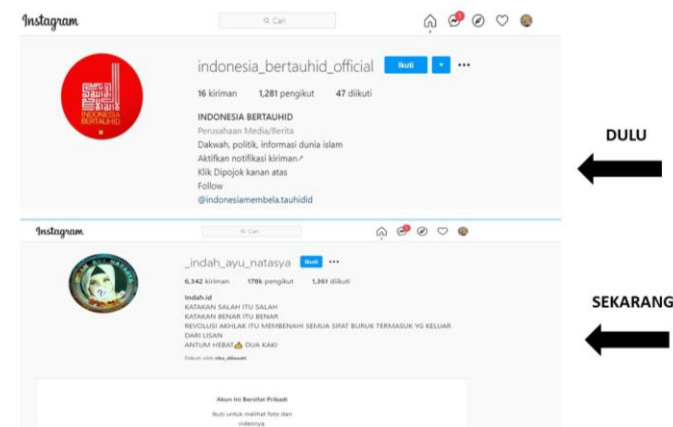 Instagram
Cari
indonesia_bertauhid_official Ikuti
16 kiriman 1,281 pengikut 47 diikuti
INDONESIA BERTAUHID
INDONESIA
BERTAUHID
Perusahaan Media/Berita
Dakwah, politik, informasi dunia islam
Aktifkan notifikasi kiriman↗
Klik Dipojok kanan atas
Follow
@indonesiamembela.tauhidid
DULU
Instagram
Cari
_indah_ayu_natasya Ikuti
6,342 kiriman 178k pengikut 1,361 diikuti
Indah.id
KATAKAN SALAH ITU SALAH
KATAKAN BENAR ITU BENAR
REVOLUSI AKHLAK ITU MEMBENAHI SEMUA SIFAT BURUK TERMASUK YG KELUAR
DARI LISAN
ANTUM HEBAT👍 DUA KAKI
Diikuti oleh
SEKARANG
Akun Ini Bersifat Pribadi
Ikuti untuk melihat foto dan
videonya.